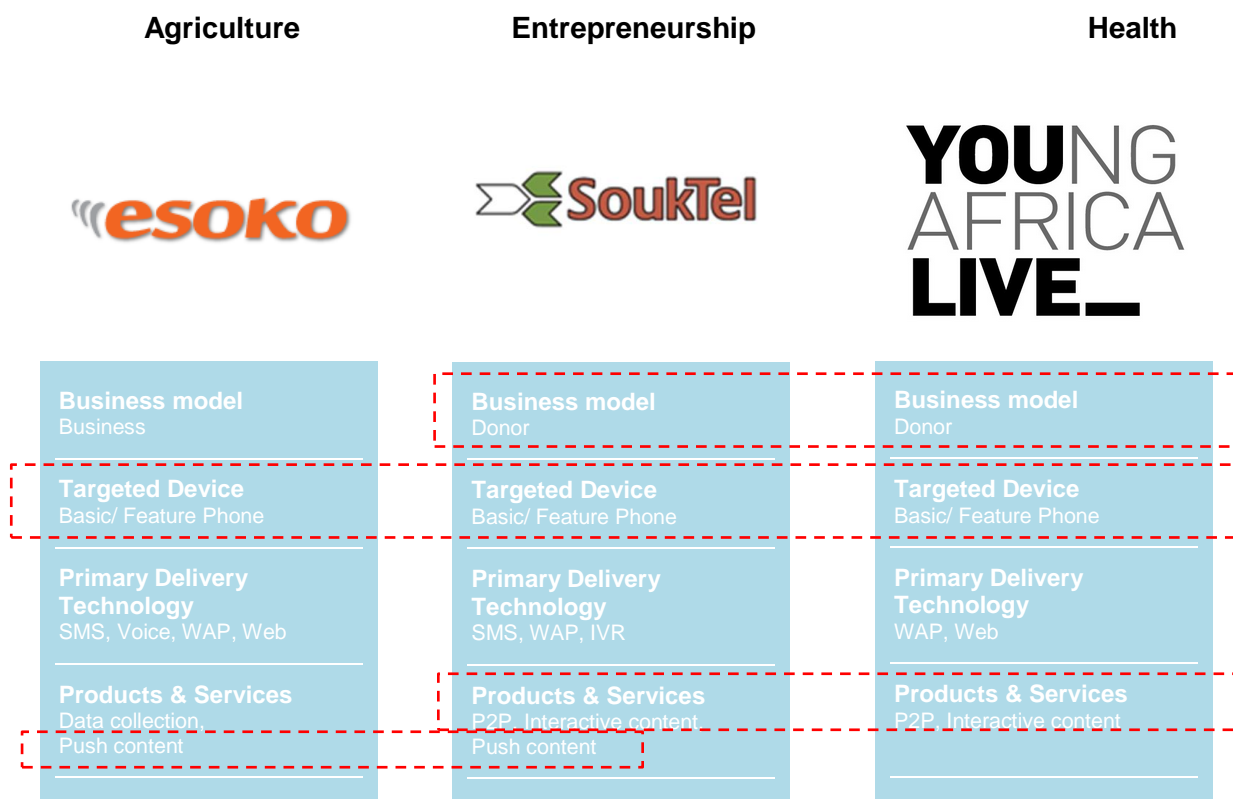 Agriculture
Entrepreneurship
Health
esoko
SoukTel
YOUNG
AFRICA
LIVE_
Business model
Business
Targeted Device
Basic/ Feature Phone
Primary Delivery
Technology
SMS, Voice, WAP, Web
Products & Services
Data collection,
Push content
Business model
Donor
Targeted Device
Basic/ Feature Phone
Primary Delivery
Technology
SMS, WAP, IVR
Products & Services
P2P, Interactive content,
Push content
Business model
Donor
Targeted Device
Basic/ Feature Phone
Primary Delivery
Technology
WAP, Web
Products & Services
P2P, Interactive content